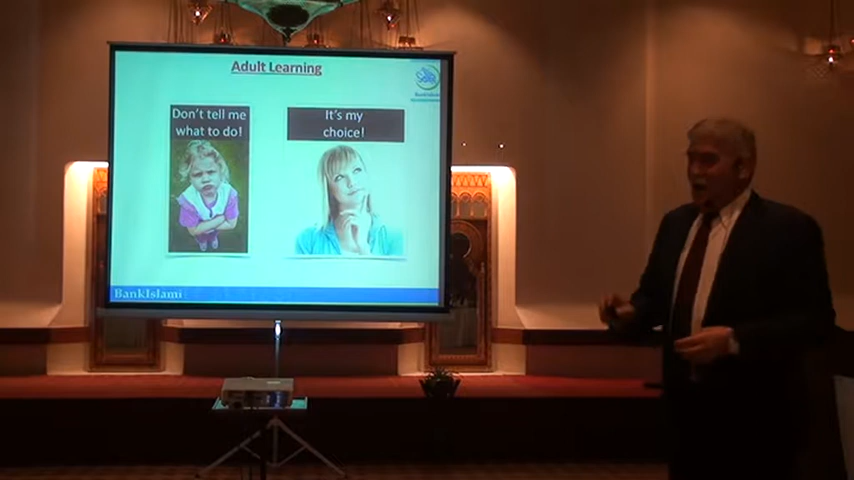 Adult Learning
Don't tell me
what to do!
It's my
choice!
BankIslami